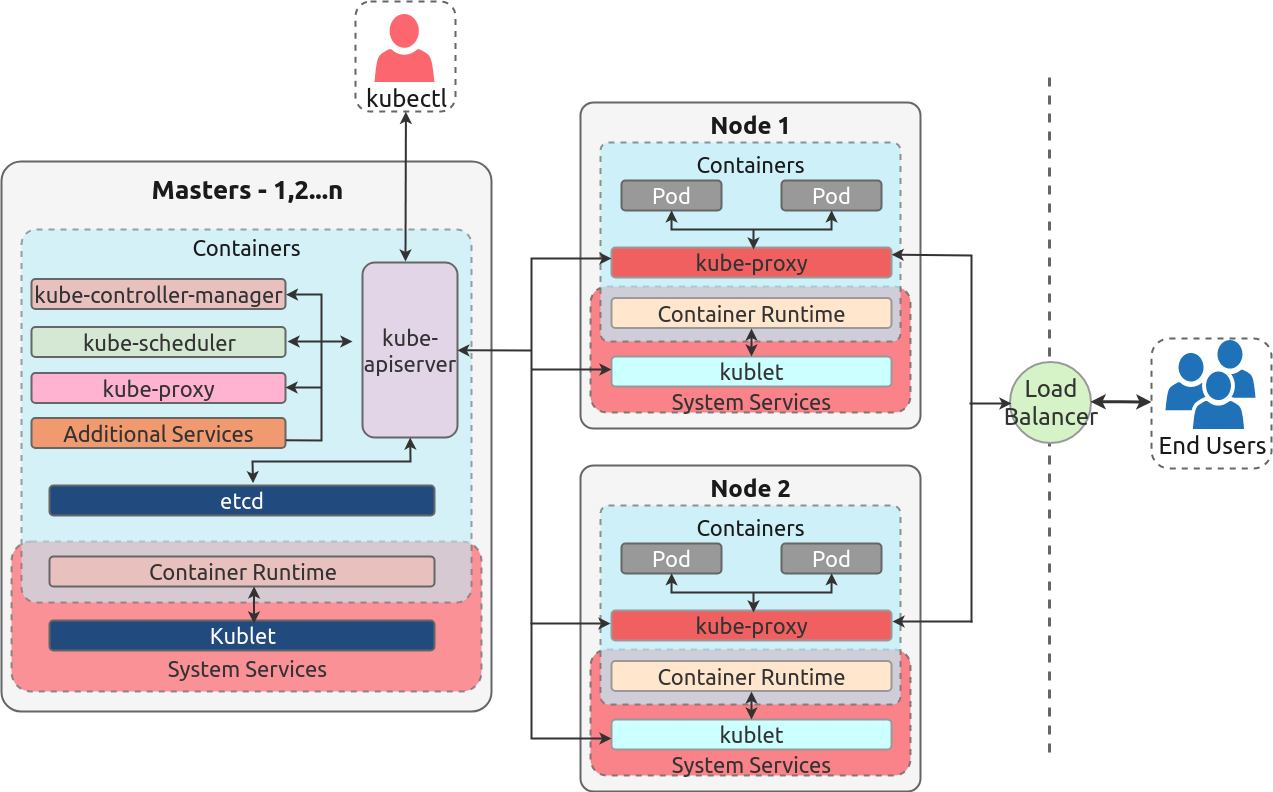 kubectl
Masters - 1,2...n
Containers
kube-controller-manager
kube-scheduler
kube-proxy
Additional Services
kube-
apiserver
etcd
Container Runtime
Kublet
System Services
Node 1
Containers
Pod
Pod
kube-proxy
Container Runtime
kublet
System Services
Node 2
Containers
Pod
Pod
kube-proxy
Container Runtime
kublet
System Services
Load
Balancer
End Users